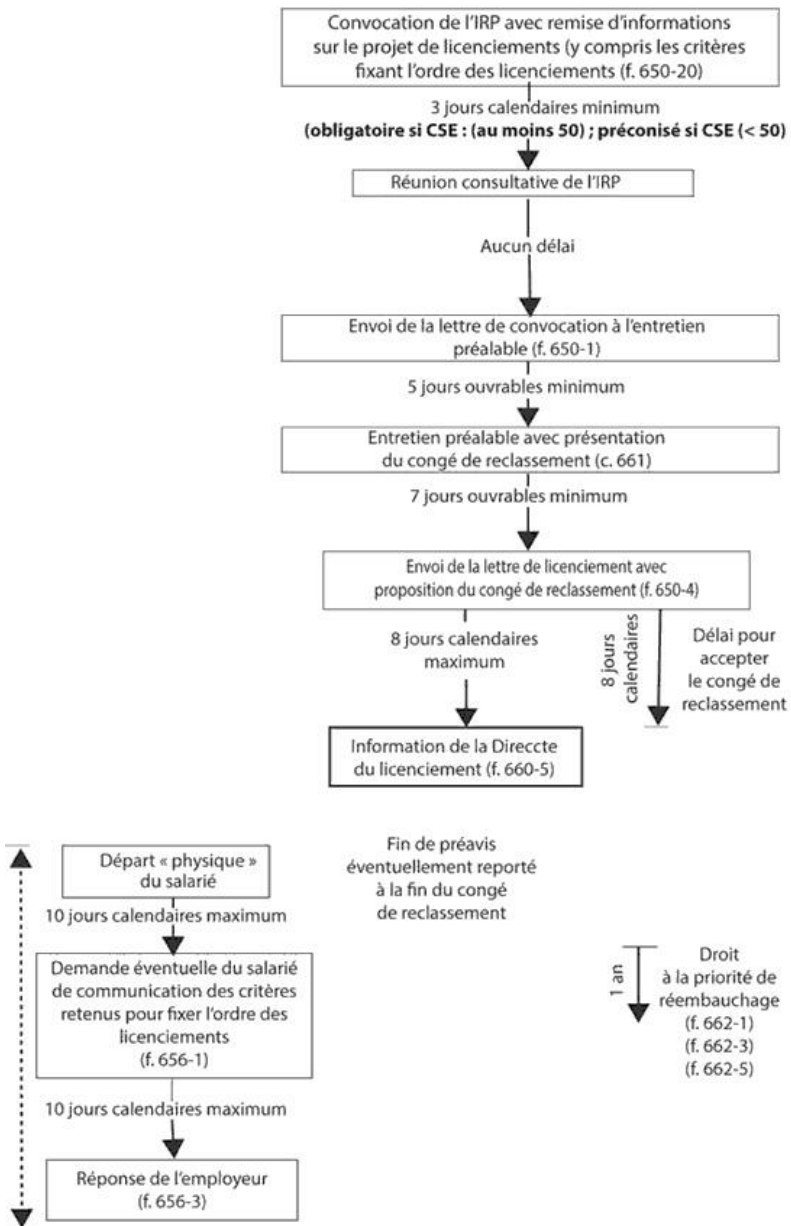 Convocation de l'IRP avec remise d'informations
sur le projet de licenciements (y compris les critères
fixant l'ordre des licenciements (f. 650-20)
3 jours calendaires minimum
(obligatoire si CSE : (au moins 50) ; préconisé si CSE (< 50)
Réunion consultative de l'IRP
Aucun délai
Envoi de la lettre de convocation à l'entretien
préalable (f. 650-1)
5 jours ouvrables minimum
Entretien préalable avec présentation
du congé de reclassement (c. 661)
7 jours ouvrables minimum
Envoi de la lettre de licenciement avec
proposition du congé de reclassement (f. 650-4)
8 jours calendaires
maximum
8 jours
calendaires
Délai pour
accepter
le congé de
reclassement
Information de la Direccte
du licenciement (f. 660-5)
Départ « physique »
du salarié
10 jours calendaires maximum
Demande éventuelle du salarié
de communication des critères
retenus pour fixer l'ordre des
licenciements
(f. 656-1)
10 jours calendaires maximum
Réponse de l'employeur
(f. 656-3)
Fin de préavis
éventuellement reporté
à la fin du congé
de reclassement
1 an
Droit
à la priorité de
réembauchage
(f. 662-1)
(f. 662-3)
(f. 662-5)